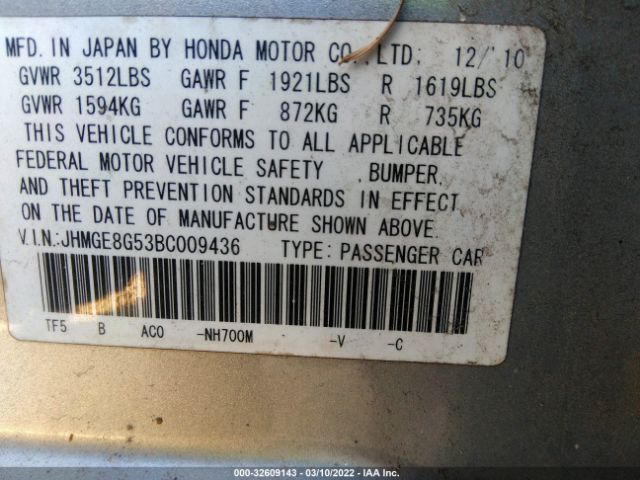 MFD. IN JAPAN BY HONDA MOTOR CO., LTD. 12/'10
GVWR 3512LBS GAWR F 1921LBS R 1619LBS
GVWR 1594KG GAWR F 872KG R 735KG
THIS VEHICLE CONFORMS TO ALL APPLICABLE
FEDERAL MOTOR VEHICLE SAFETY , BUMPER,
AND THEFT PREVENTION STANDARDS IN EFFECT
ON THE DATE OF MANUFACTURE SHOWN ABOVE.
V.I.N.:JHMGE8G53BC009436 TYPE: PASSENGER CAR
TF5 B AC0 -NH700M - -V -C
000-32609143 - 03/10/2022 - IAA Inc.